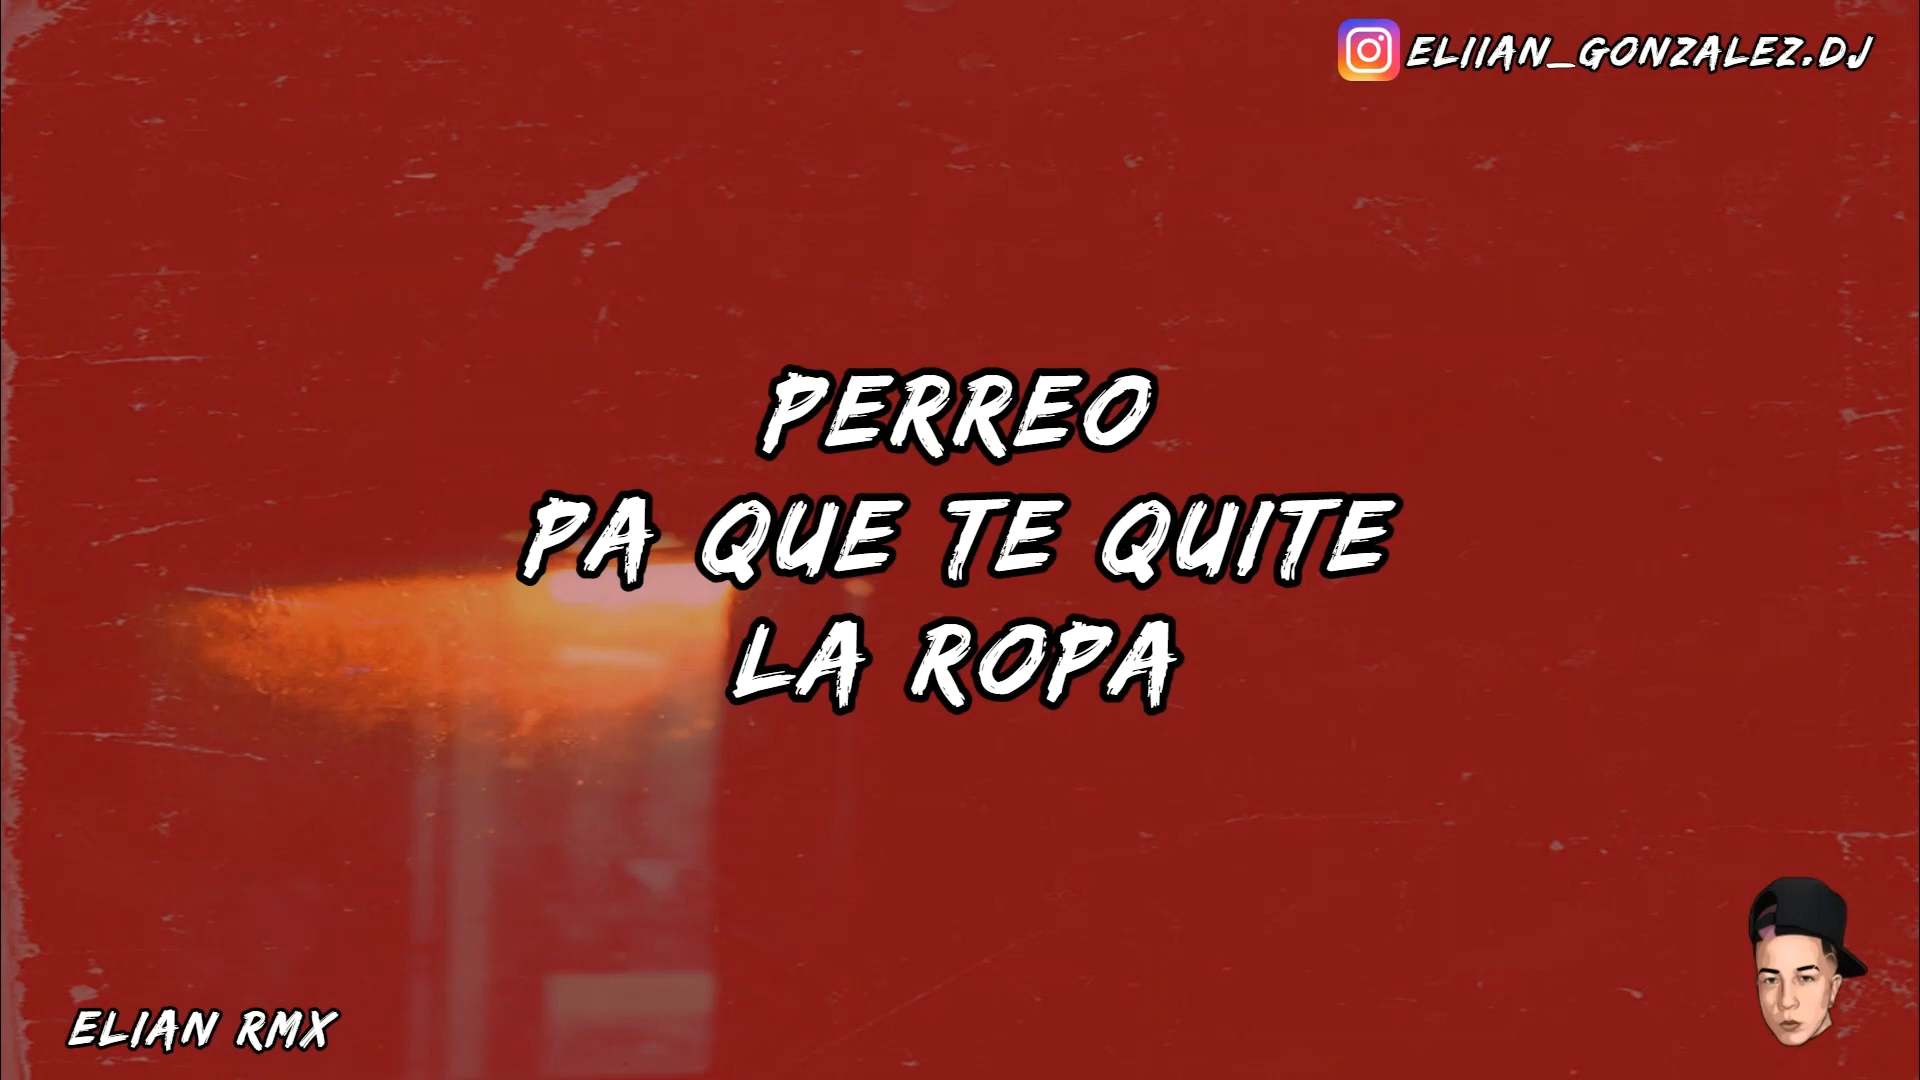 ELIIAN_GONZALEZ.DJ
PERREO
PA QUE TE QUITE
LA ROPA
ELIAN RMX